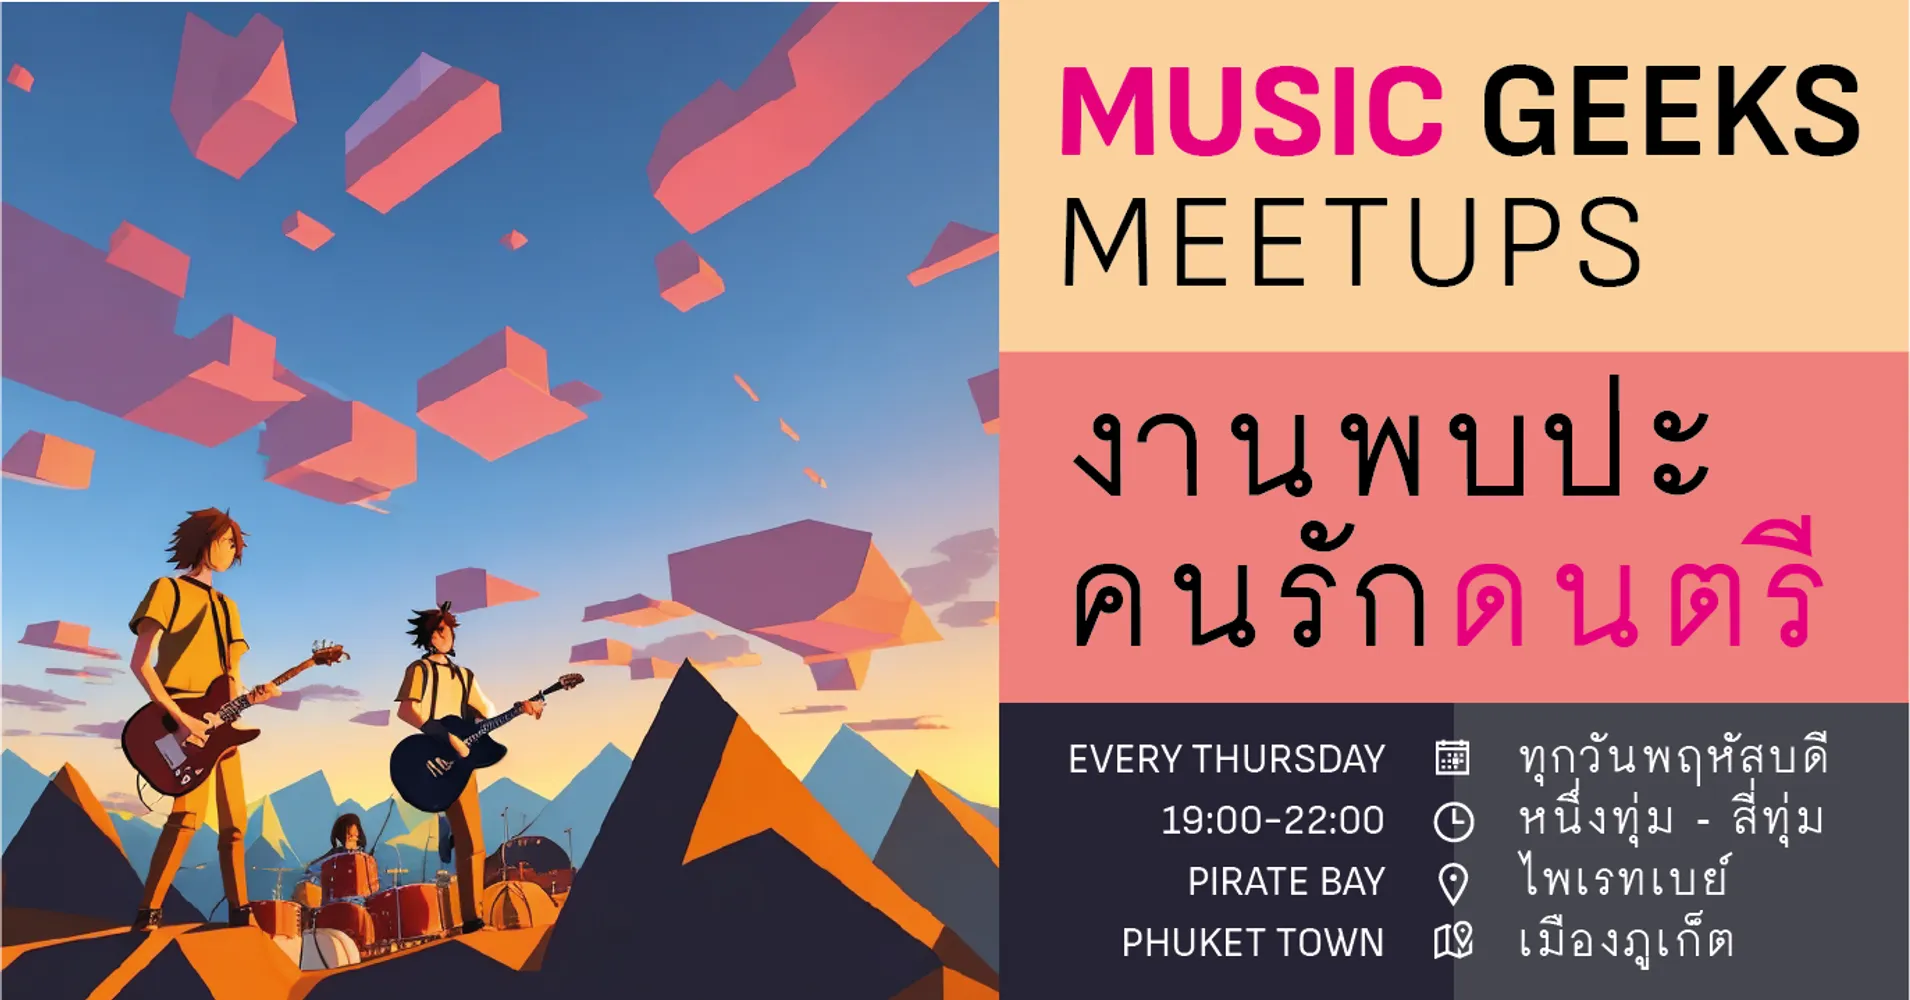 MUSIC GEEKS
MEETUPS
งานพบปะ
คนรักดนตรี
EVERY THURSDAY
ทุกวันพฤหัสบดี
19:00-22:00
หนึ่งทุ่ม - สี่ทุ่ม
PIRATE BAY
ไพเรทเบย์
PHUKET TOWN
เมืองภูเก็ต